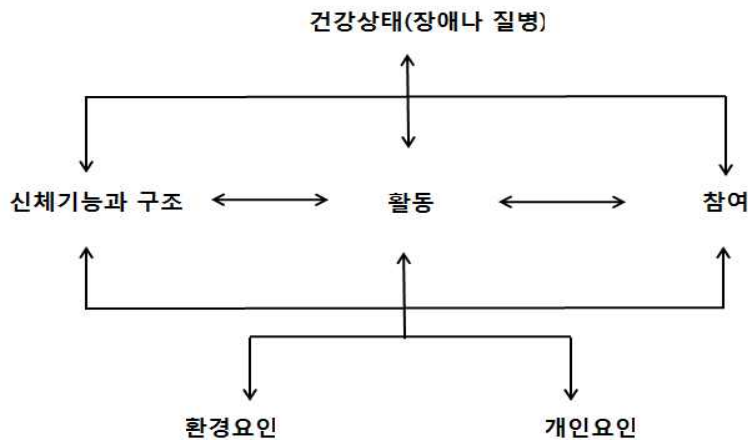 건강상태(장애나 질병)
신체기능과 구조
활동
참여
환경요인
개인요인